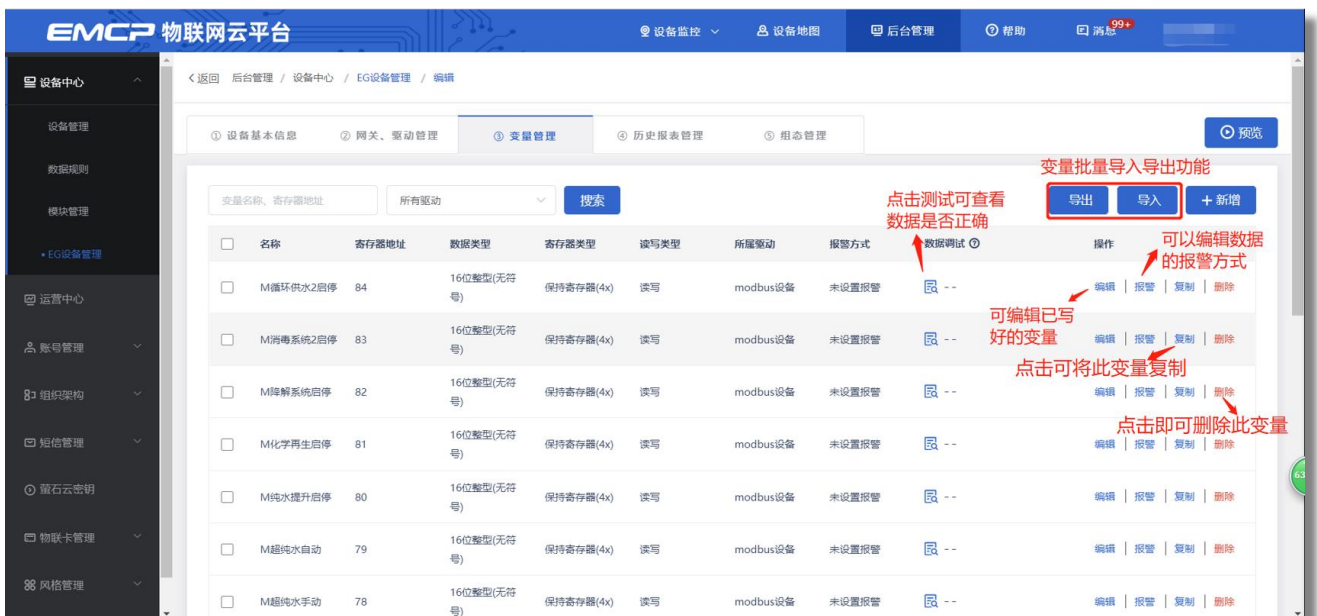 EMCP 物联网云平台 设备监控 设备地图 后台管理 帮助 消息 99+
设备中心
设备管理
数据规则
模块管理
• EG设备管理
运营中心
账号管理
组织架构
短信管理
萤石云密钥
物联卡管理
风格管理
返回 后台管理 / 设备中心 / EG设备管理 / 编辑
① 设备基本信息 ② 网关、驱动管理 ③ 变量管理 ④ 历史报表管理 ⑤ 组态管理
预览
变量批量导入导出功能
变量名称、寄存器地址 所有驱动 搜索 导出 导入 + 新增
点击测试可查看
数据是否正确
名称 寄存器地址 数据类型 寄存器类型 读写类型 所属驱动 报警方式 数据调试 操作
可以编辑数据
的报警方式
M循环供水2启停 84 16位整型(无符
号) 保持寄存器(4x) 读写 modbus设备 未设置报警 -- 编辑 报警 复制 删除
可编辑已写
好的变量
M消毒系统2启停 83 16位整型(无符
号) 保持寄存器(4x) 读写 modbus设备 未设置报警 -- 编辑 报警 复制 删除
点击可将此变量复制
M降解系统启停 82 16位整型(无符
号) 保持寄存器(4x) 读写 modbus设备 未设置报警 -- 编辑 报警 复制 删除
点击即可删除此变量
M化学再生启停 81 16位整型(无符
号) 保持寄存器(4x) 读写 modbus设备 未设置报警 -- 编辑 报警 复制 删除
M纯水提升启停 80 16位整型(无符
号) 保持寄存器(4x) 读写 modbus设备 未设置报警 -- 编辑 报警 复制 删除
M超纯水自动 79 16位整型(无符
号) 保持寄存器(4x) 读写 modbus设备 未设置报警 -- 编辑 报警 复制 删除
M超纯水手动 78 16位整型(无符
号) 保持寄存器(4x) 读写 modbus设备 未设置报警 -- 编辑 报警 复制 删除